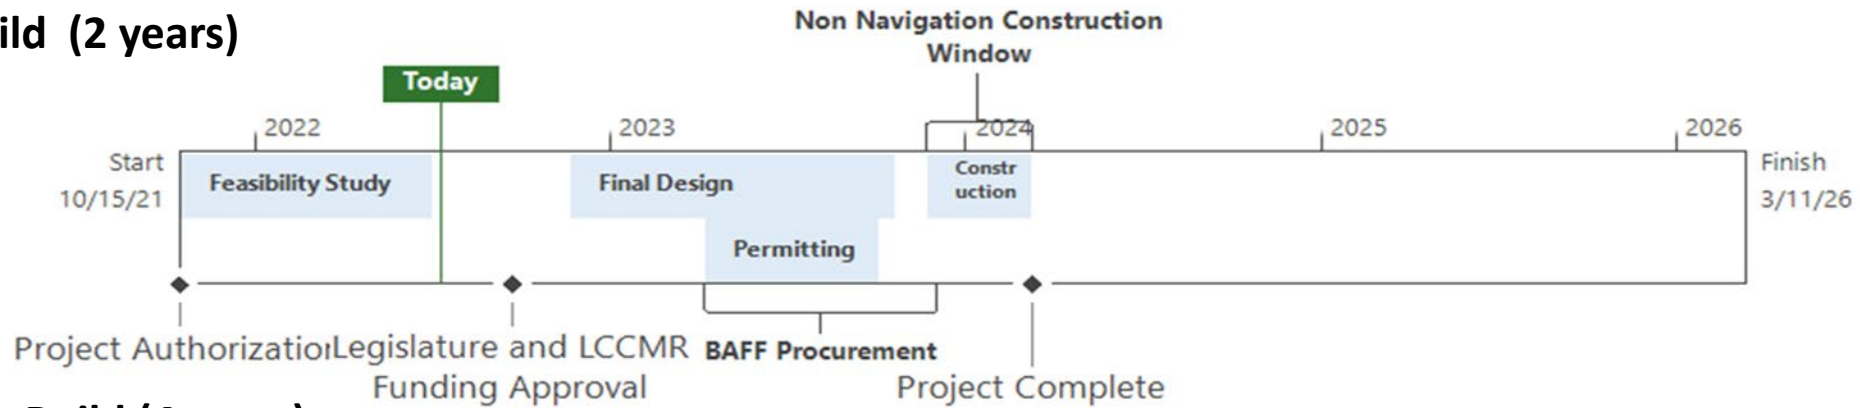 ild (2 years)
Non Navigation Construction
Window
Today
2022
2023
2024
2025
2026
Start
10/15/21
Feasibility Study
Final Design
Constr
uction
Finish
3/11/26
Permitting
Project Authorization
Legislature and LCCMR
Funding Approval
BAFF Procurement
Project Complete